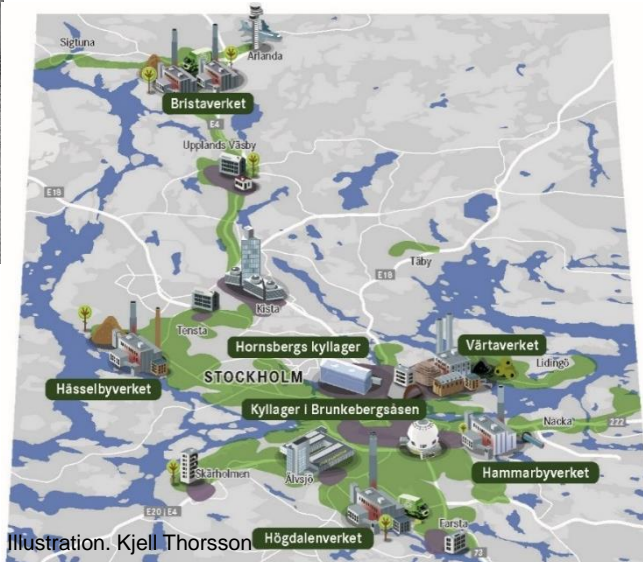 Sigtuna
Arlanda
Bristaverket
E4
Upplands Väsby
E18
Täby
E18
Kista
Tensta
Hornsbergs kyllager
Värtaverket
Lidingö
STOCKHOLM
Hässelbyverket
Kyllager i Brunkebergsåsen
Nacka
222
Skärholmen
Älvsjö
Hammarbyverket
E20 | E4
Farsta
Illustration. Kjell Thorsson
Högdalenverket
73